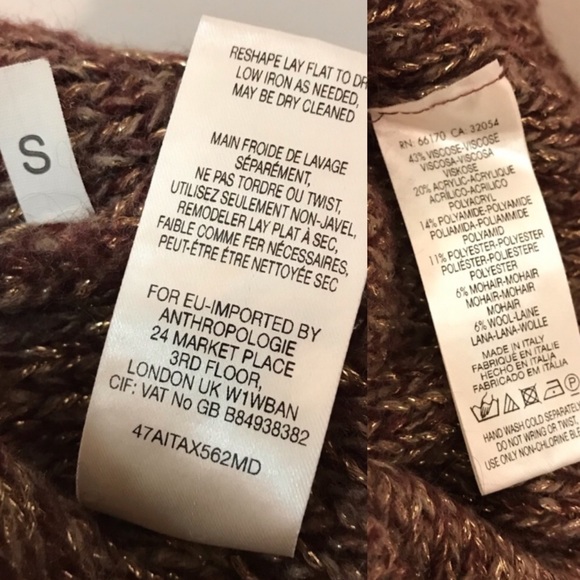 S
RESHAPE LAY FLAT TO
LOW IRON AS NEEDED,
MAY BE DRY CLEANED
MAIN FROIDE DE LAVAGE
SÉPARÉMENT,
NE PAS TORDRE OU TWIST,
UTILISEZ SEULEMENT NON-JAVEL,
REMODELER LAY PLAT À SEC,
FAIBLE COMME FER NÉCESSAIRES,
PEUT-ÊTRE ÊTRE NETTOYÉE SEC
FOR EU-IMPORTED BY
ANTHROPOLOGIE
24 MARKET PLACE
3RD FLOOR,
LONDON UK W1WBAN
CIF: VAT No GB B84938382
47AITAX562MD
RN: 66170 CA: 32054
43% VISCOSE-VISCOSE
VISCOSA-VISCOSA
VISKOSE
20% ACRYLIC-ACRYLIQUE
ACRILICO-ACRILICO
POLYACRYL
14% POLYAMIDE-POLYAMIDE
POLIAMIDA-POLIAMMIDE
POLYAMID
11% POLYESTER-POLYESTER
POLIÉSTER-POLIESTERE
POLYESTER
6% MOHAIR-MOHAIR
MOHAIR-MOHAIR
MOHAIR
6% WOOL-LAINE
LANA-LANA-WOLLE
MADE IN ITALY
FABRIQUÉ EN ITALIE
HECHO EN ITALIA
FABRICADO EM ITALIA
HAND WASH COLD SEPARATELY
DO NOT WRING OR TWIST,
USE ONLY NON-CHLORINE